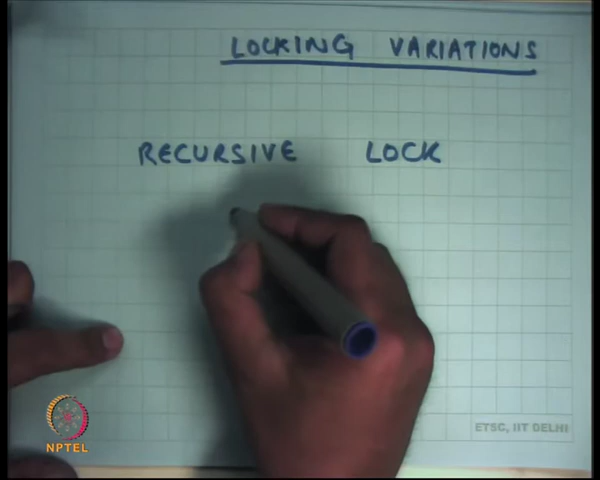 LOCKING VARIATIONS
RECURSIVE LOCK
ETSC, IIT DELHI
NPTEL